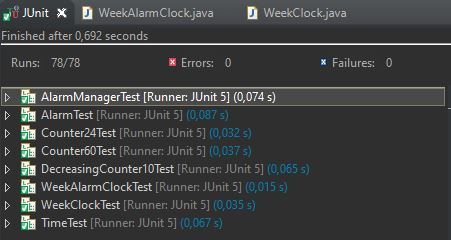 JUnit WeekAlarmClock.java WeekClock.java
Finished after 0,692 seconds
Runs: 78/78 Errors: 0 Failures: 0
AlarmManagerTest [Runner: JUnit 5] (0,074 s)
AlarmTest [Runner: JUnit 5] (0,087 s)
Counter24Test [Runner: JUnit 5] (0,032 s)
Counter60Test [Runner: JUnit 5] (0,037 s)
DecreasingCounter10Test [Runner: JUnit 5] (0,065 s)
WeekAlarmClockTest [Runner: JUnit 5] (0,015 s)
WeekClockTest [Runner: JUnit 5] (0,035 s)
TimeTest [Runner: JUnit 5] (0,067 s)